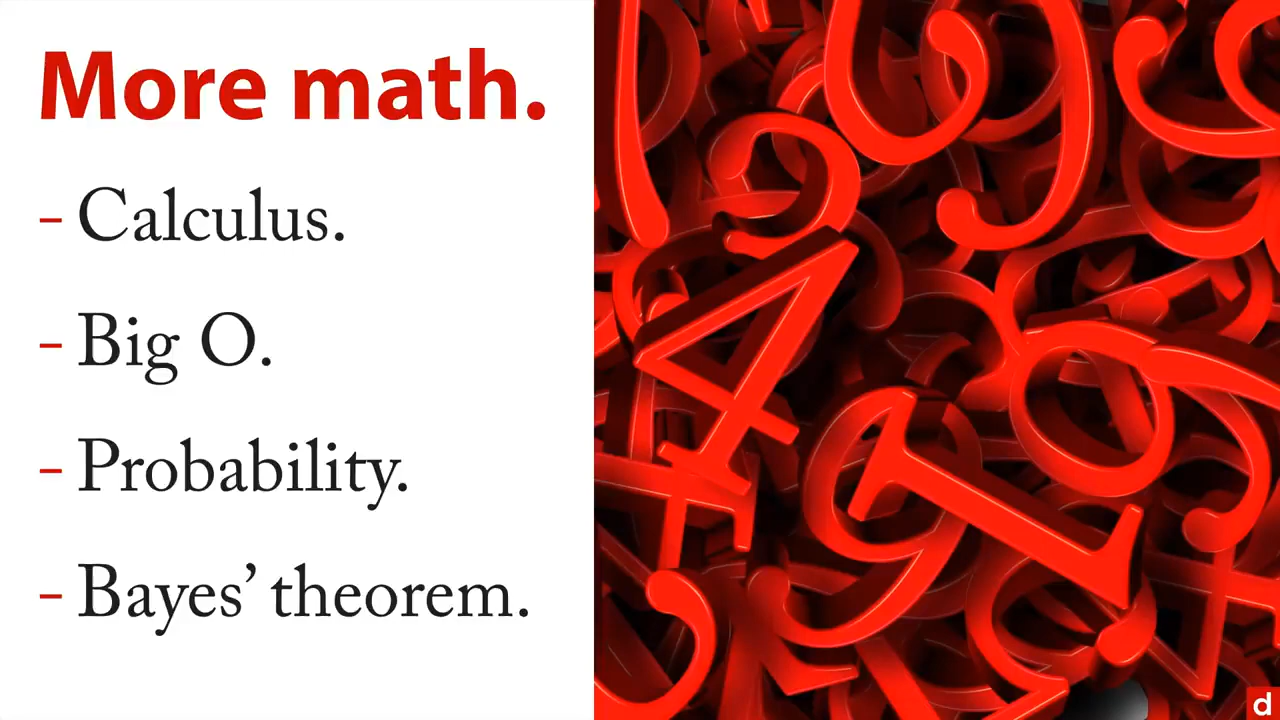 More math.
– Calculus.
– Big O.
– Probability.
– Bayes’ theorem.
d